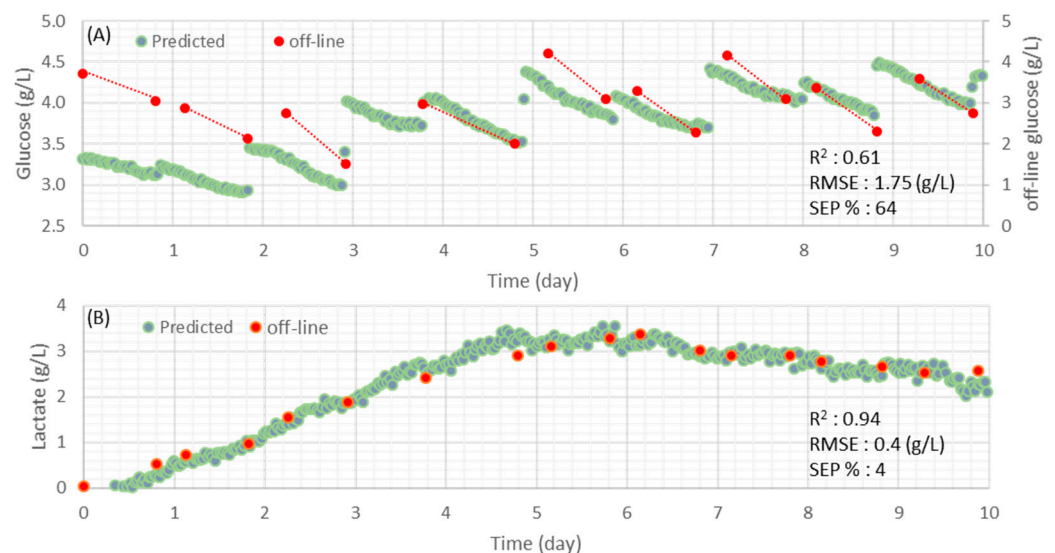 (A)
Predicted off-line
5.0
4.5
4.0
3.5
3.0
2.5
Glucose (g/L)
5
4
3
2
1
0
off-line glucose (g/L)
R² : 0.61
RMSE : 1.75 (g/L)
SEP % : 64
0 1 2 3 4 5 6 7 8 9 10
Time (day)
(B)
Predicted off-line
4
3
2
1
0
Lactate (g/L)
R² : 0.94
RMSE : 0.4 (g/L)
SEP % : 4
0 1 2 3 4 5 6 7 8 9 10
Time (day)